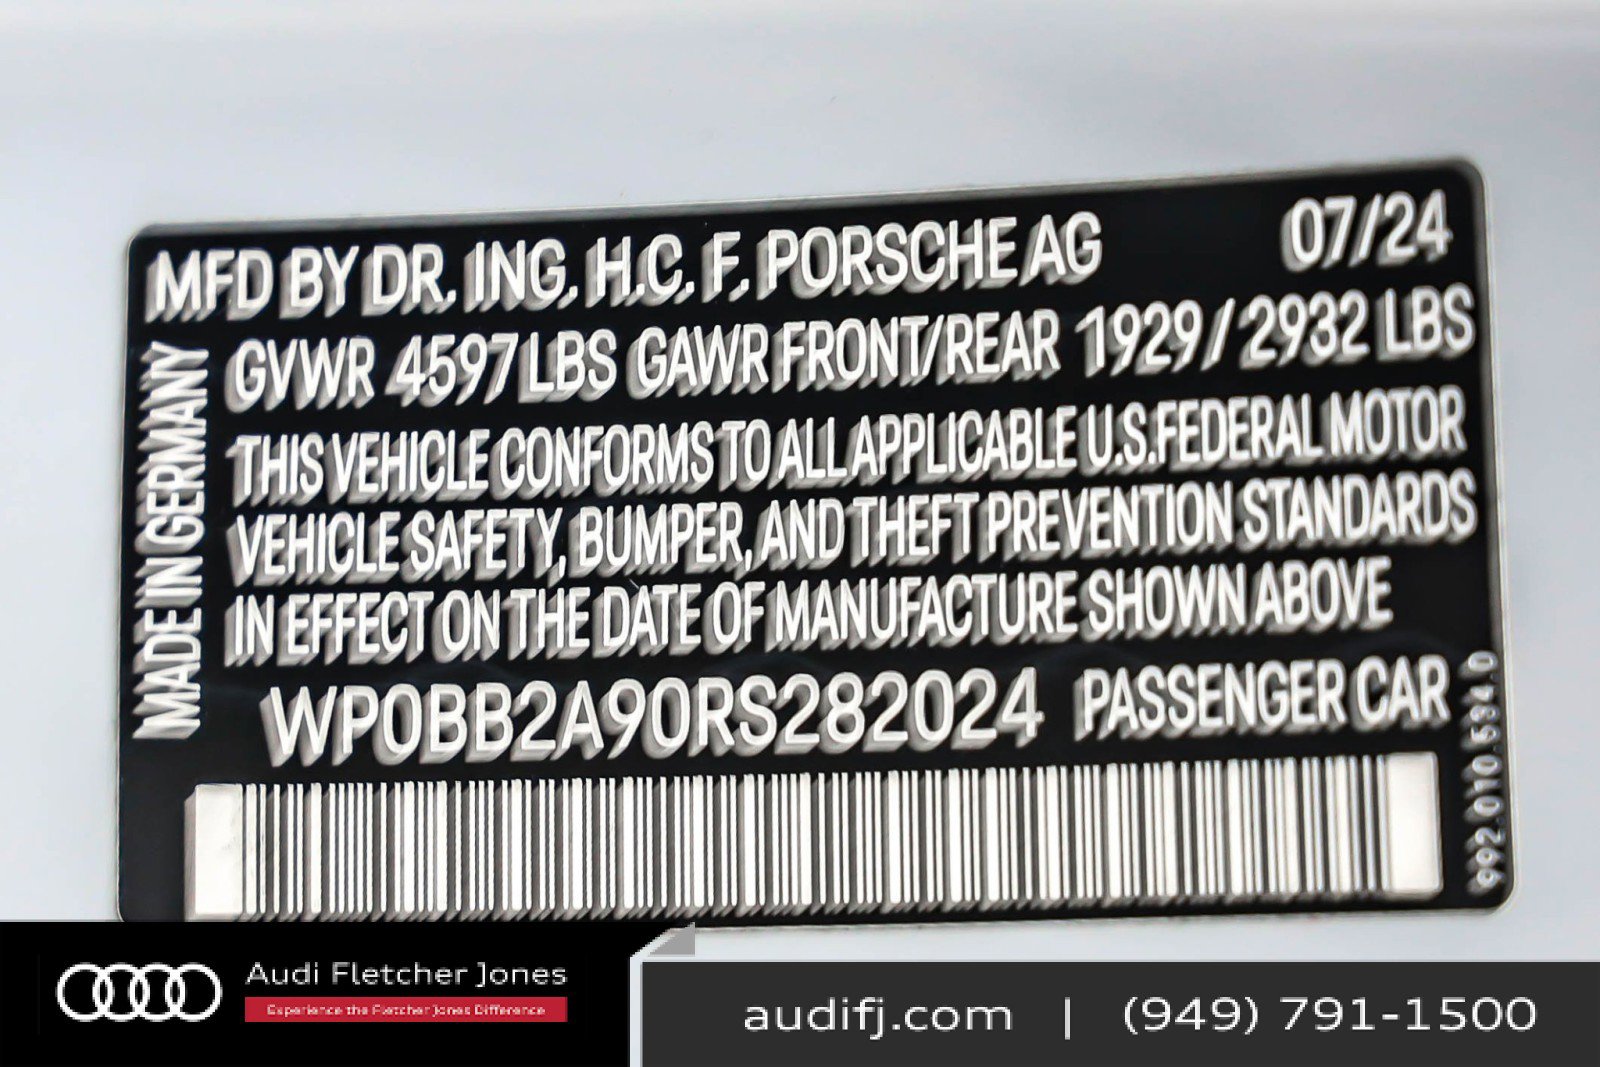 MFD BY DR. ING. H.C. F. PORSCHE AG 07/24
GVWR 4597 LBS GAWR FRONT/REAR 1929 / 2932 LBS
THIS VEHICLE CONFORMS TO ALL APPLICABLE U.S.FEDERAL MOTOR
VEHICLE SAFETY, BUMPER, AND THEFT PREVENTION STANDARDS
IN EFFECT ON THE DATE OF MANUFACTURE SHOWN ABOVE
WP0BB2A90RS282024 PASSENGER CAR
MADE IN GERMANY
992.010.534.0
Audi Fletcher Jones
Experience the Fletcher Jones Difference
audifj.com | (949) 791-1500